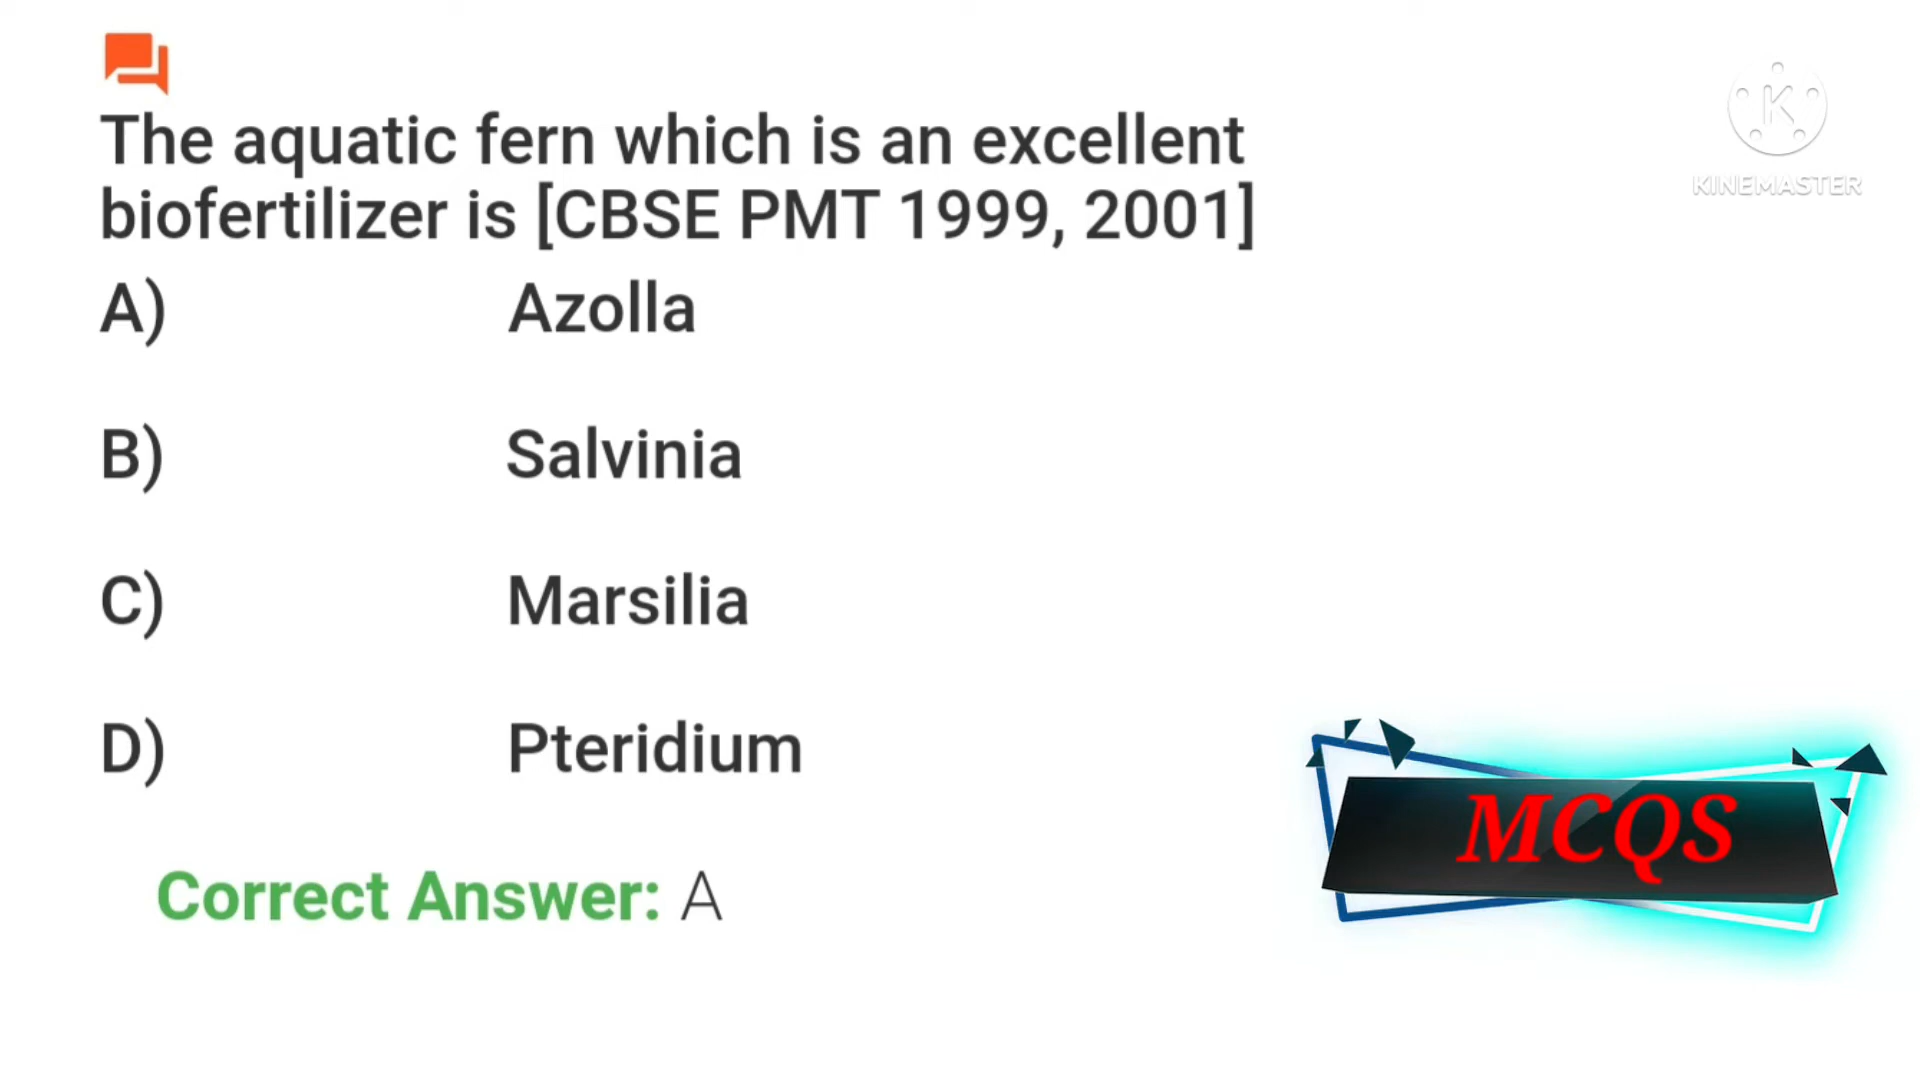 The aquatic fern which is an excellent
biofertilizer is [CBSE PMT 1999, 2001]
A) Azolla
B) Salvinia
C) Marsilia
D) Pteridium
Correct Answer: A
K
KINEMASTER
MCQS